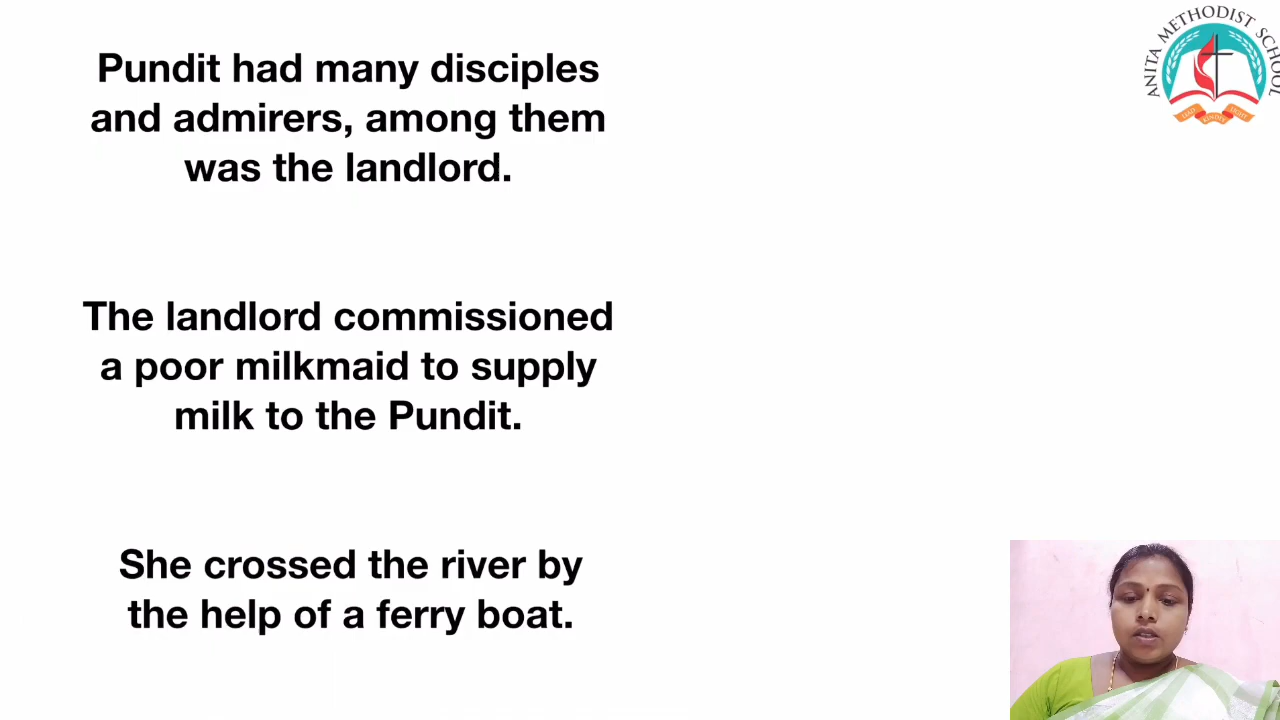 Pundit had many disciples
and admirers, among them
was the landlord.
The landlord commissioned
a poor milkmaid to supply
milk to the Pundit.
She crossed the river by
the help of a ferry boat.
ANITA METHODIST SCHOOL